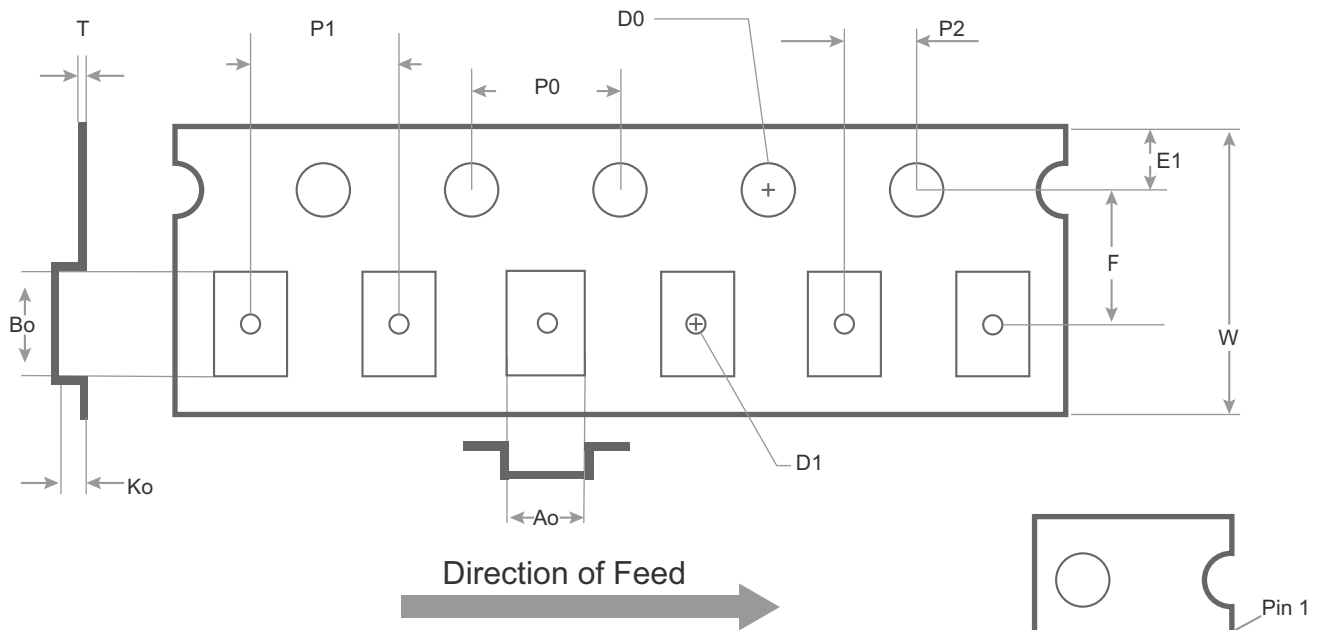 T
P1
D0
P2
P0
E1
F
Bo
W
D1
Ko
Ao
Direction of Feed
Pin 1